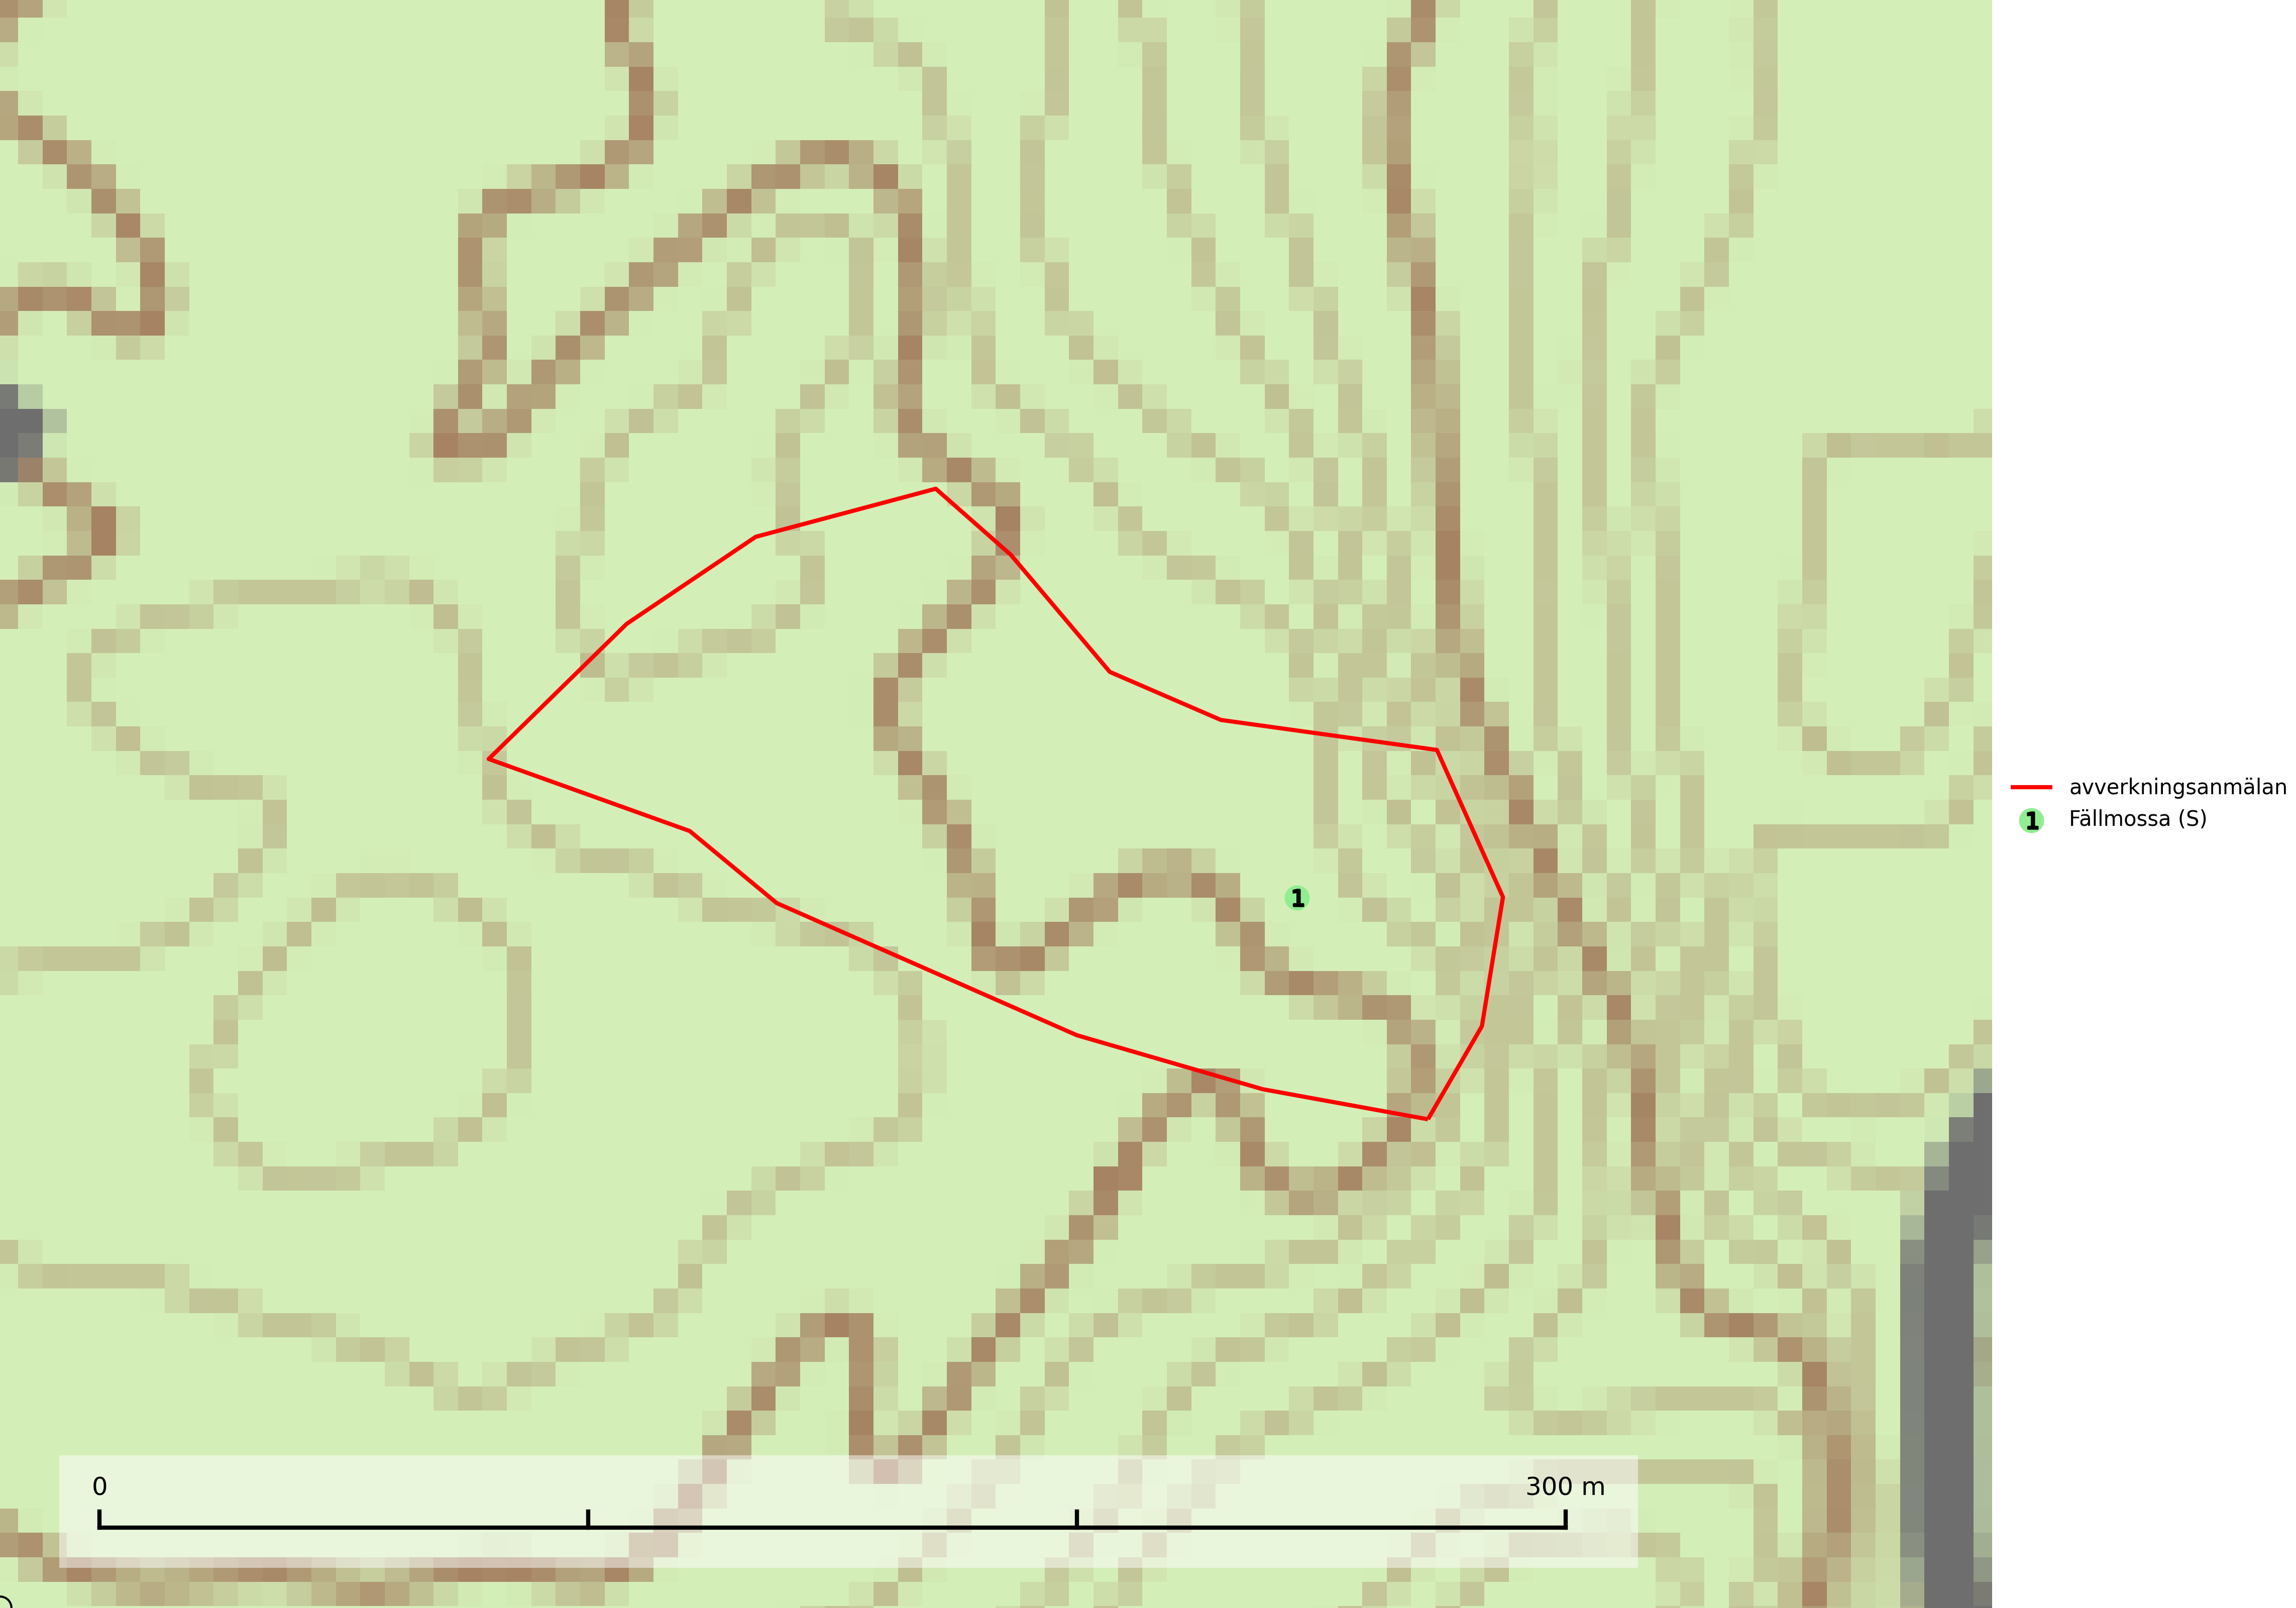 1
avverkningsanmälan
1 Fällmossa (S)
0 300 m